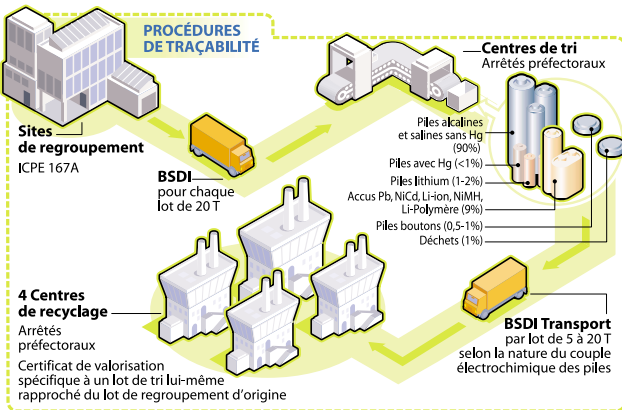 PROCÉDURES
DE TRAÇABILITÉ
Sites
de regroupement
ICPE 167A
BSDI
pour chaque
lot de 20 T
Centres de tri
Arrêtés préfectoraux
Piles alcalines
et salines sans Hg
(90%)
Piles avec Hg (<1%)
Piles lithium (1-2%)
Accus Pb, NiCd, Li-ion, NiMH,
Li-Polymère (9%)
Piles boutons (0,5-1%)
Déchets (1%)
BSDI Transport
par lot de 5 à 20 T
selon la nature du couple
électrochimique des piles
4 Centres
de recyclage
Arrêtés
préfectoraux
Certificat de valorisation
spécifique à un lot de tri lui-même
rapproché du lot de regroupement d'origine